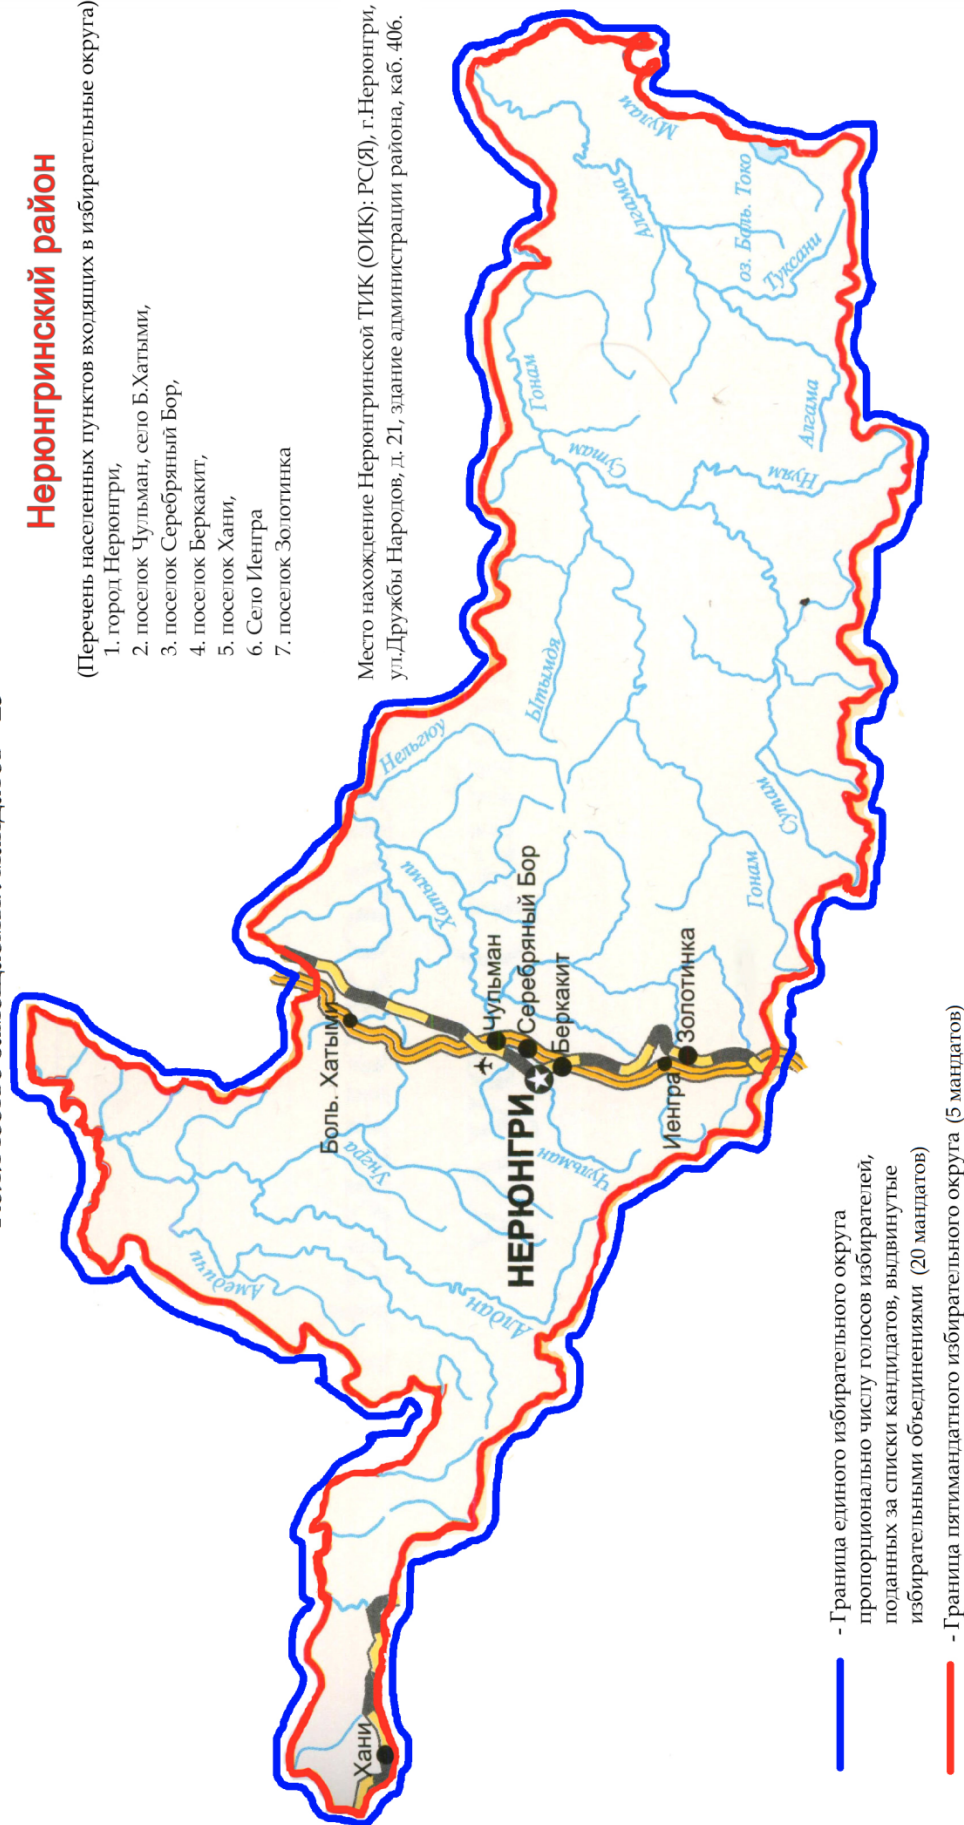 Нерюнгринский район
(Перечень населенных пунктов входящих в избирательные округа)
1. город Нерюнгри,
2. поселок Чульман, село Б.Хатыми,
3. поселок Серебряный Бор,
4. поселок Беркакит,
5. поселок Хани,
6. Село Иенгра
7. поселок Золотинка
Место нахождение Нерюнгринской ТИК (ОИК): РС(Я), г.Нерюнгри,
ул.Дружбы Народов, д. 21, здание администрации района, каб. 406.
Хани
Амедичи
Алдан
Унгра
Чульман
Боль. Хатыми
НЕРЮНГРИ
Чульман
Серебряный Бор
Беркакит
Иенгра
Золотинка
Хатыми
Нельгюу
Ытымдя
Гонам
Сутам
Гонам
Сутам
Нуям
Алгама
Алгама
Мулам
оз. Боль. Токо
Туксани
- Граница единого избирательного округа
пропорционально числу голосов избирателей,
поданных за списки кандидатов, выдвинутые
избирательными объединениями (20 мандатов)
- Граница пятимандатного избирательного округа (5 мандатов)